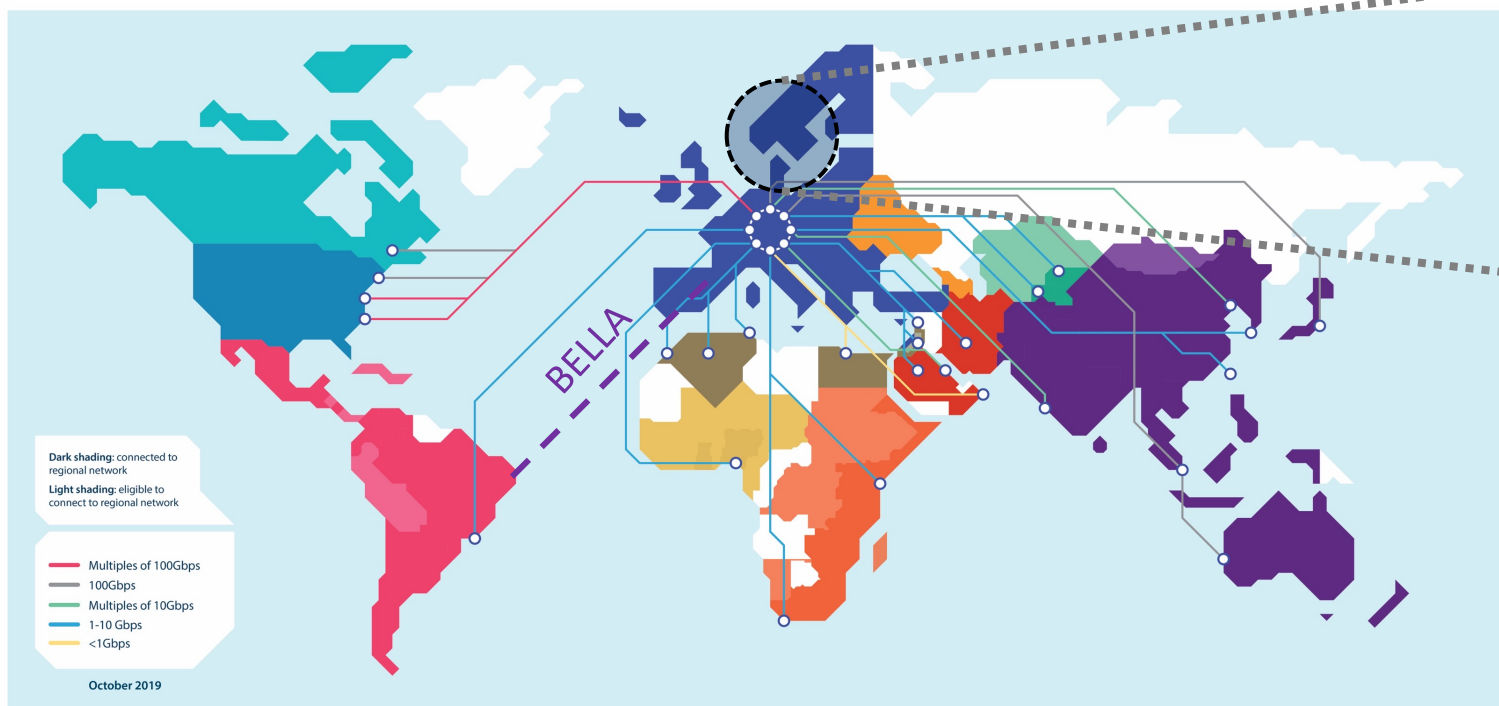 BELLA
Dark shading: connected to
regional network
Light shading: eligible to
connect to regional network
Multiples of 100Gbps
100Gbps
Multiples of 10Gbps
1-10 Gbps
<1Gbps
October 2019